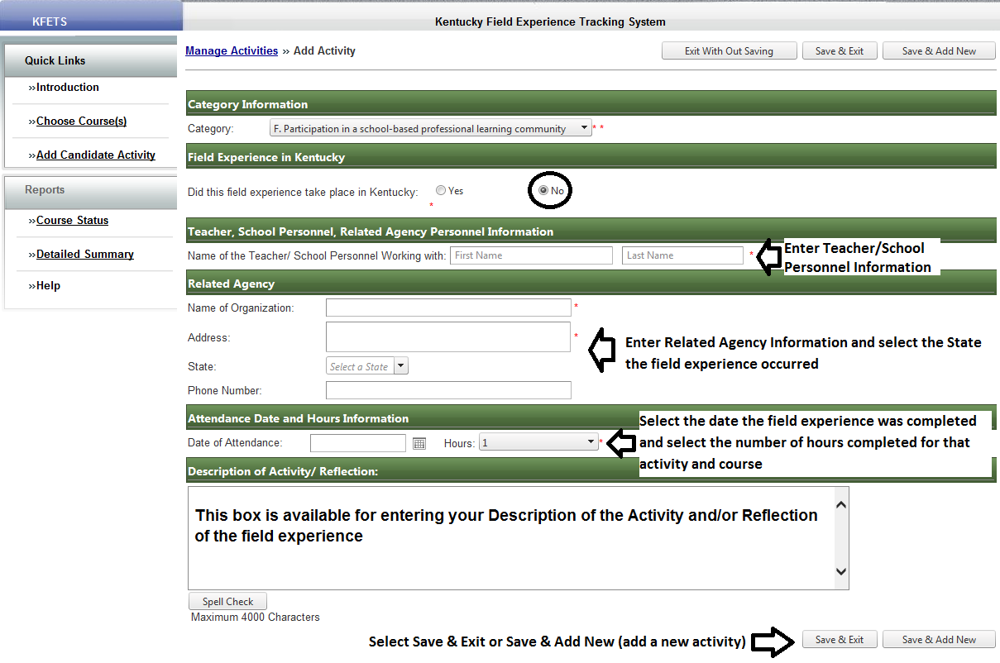 KFETS
Kentucky Field Experience Tracking System
Quick Links
»Introduction
»Choose Course(s)
»Add Candidate Activity
Reports
»Course Status
»Detailed Summary
»Help
Manage Activities » Add Activity
Exit With Out Saving
Save & Exit
Save & Add New
Category Information
Category: F. Participation in a school-based professional learning community * *
Field Experience in Kentucky
Did this field experience take place in Kentucky: Yes No
*
Teacher, School Personnel, Related Agency Personnel Information
Name of the Teacher/ School Personnel Working with: First Name Last Name *
Enter Teacher/School
Personnel Information
Related Agency
Name of Organization: *
Address: *
State: Select a State
Phone Number:
Enter Related Agency Information and select the State
the field experience occurred
Attendance Date and Hours Information
Date of Attendance: Hours: 1 *
Select the date the field experience was completed
and select the number of hours completed for that
activity and course
Description of Activity/ Reflection:
This box is available for entering your Description of the Activity and/or Reflection
of the field experience
Spell Check
Maximum 4000 Characters
Select Save & Exit or Save & Add New (add a new activity)
Save & Exit
Save & Add New